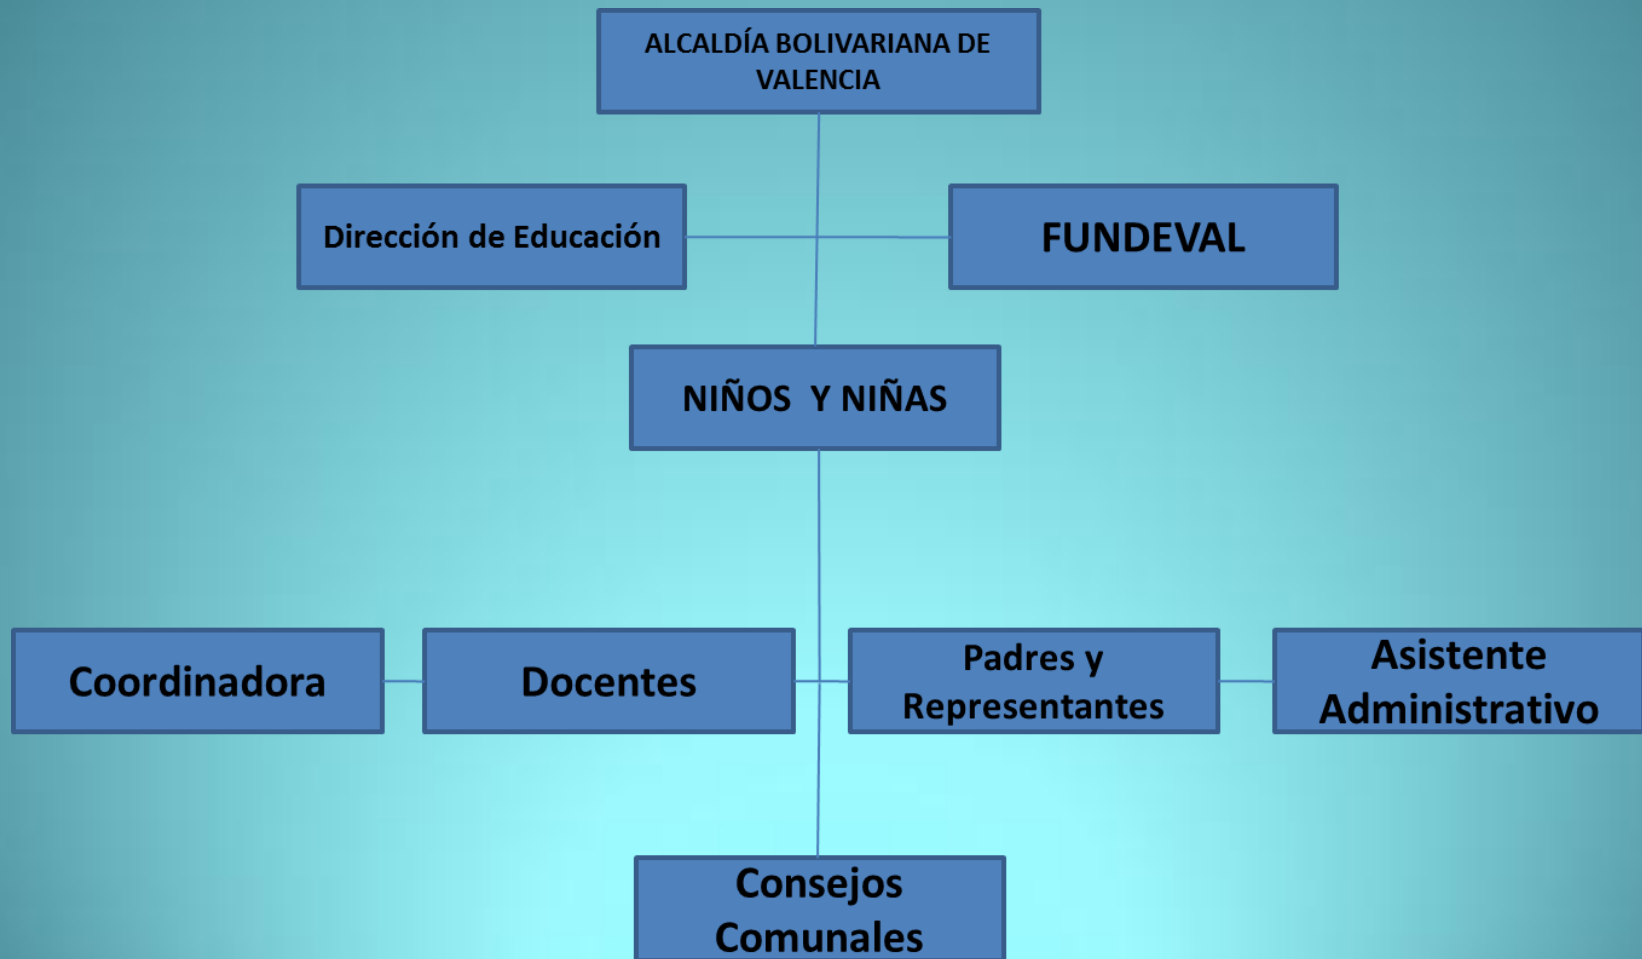 ALCALDÍA BOLIVARIANA DE
VALENCIA
Dirección de Educación
FUNDEVAL
NIÑOS Y NIÑAS
Coordinadora
Docentes
Padres y
Representantes
Asistente
Administrativo
Consejos
Comunales